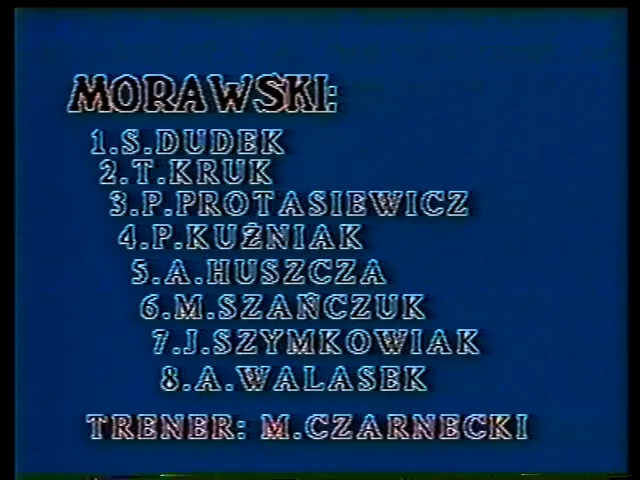 MORAWSKI:
1.S.DUDEK
2.T.KRUK
3.P.PROTASIEWICZ
4.P.KUŹNIAK
5.A.HUSZCZA
6.M.SZAŃCZUK
7.J.SZYMKOWIAK
8.A.WALASEK
TRENER: M.CZARNECKI